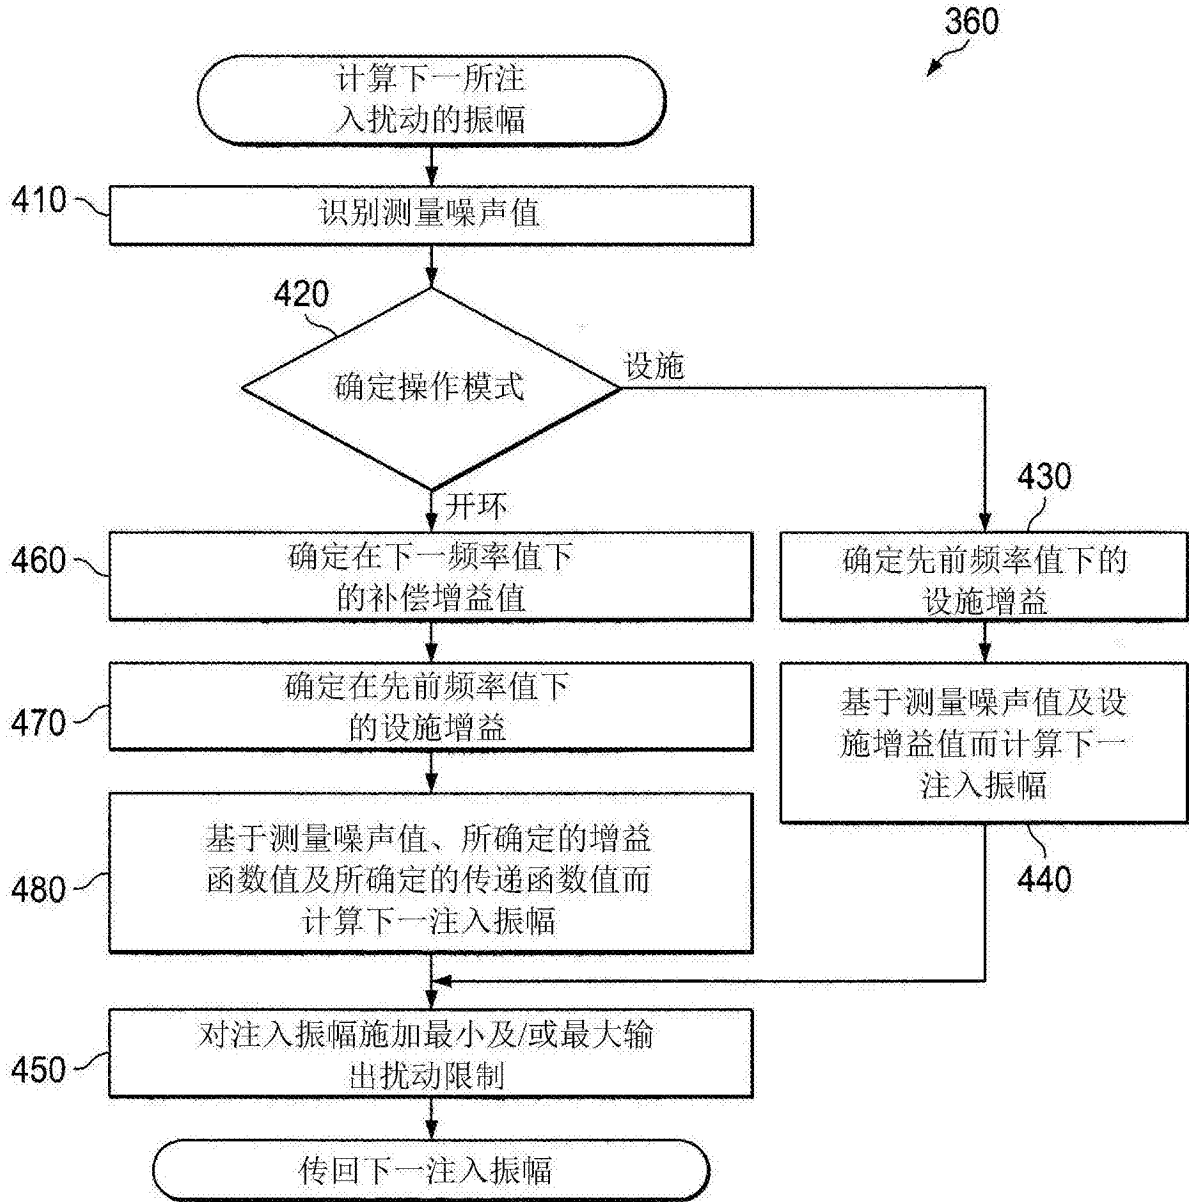 360
计算下一所注
入扰动的振幅
410
识别测量噪声值
420
确定操作模式
设施
开环
430
确定先前频率值下的
设施增益
460
确定在下一频率值下
的补偿增益值
470
确定在先前频率值下
的设施增益
基于测量噪声值及设
施增益值而计算下一
注入振幅
440
480
基于测量噪声值、所确定的增益
函数值及所确定的传递函数值而
计算下一注入振幅
450
对注入振幅施加最小及/或最大输
出扰动限制
传回下一注入振幅